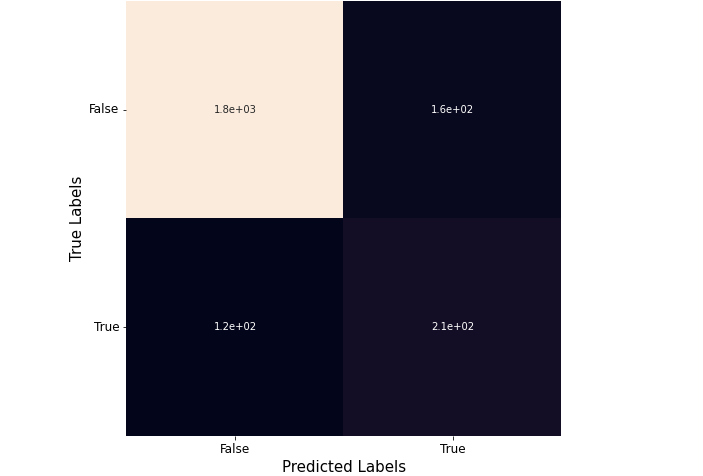 False
1.8e+03
1.6e+02
True Labels
True
1.2e+02
2.1e+02
False
True
Predicted Labels